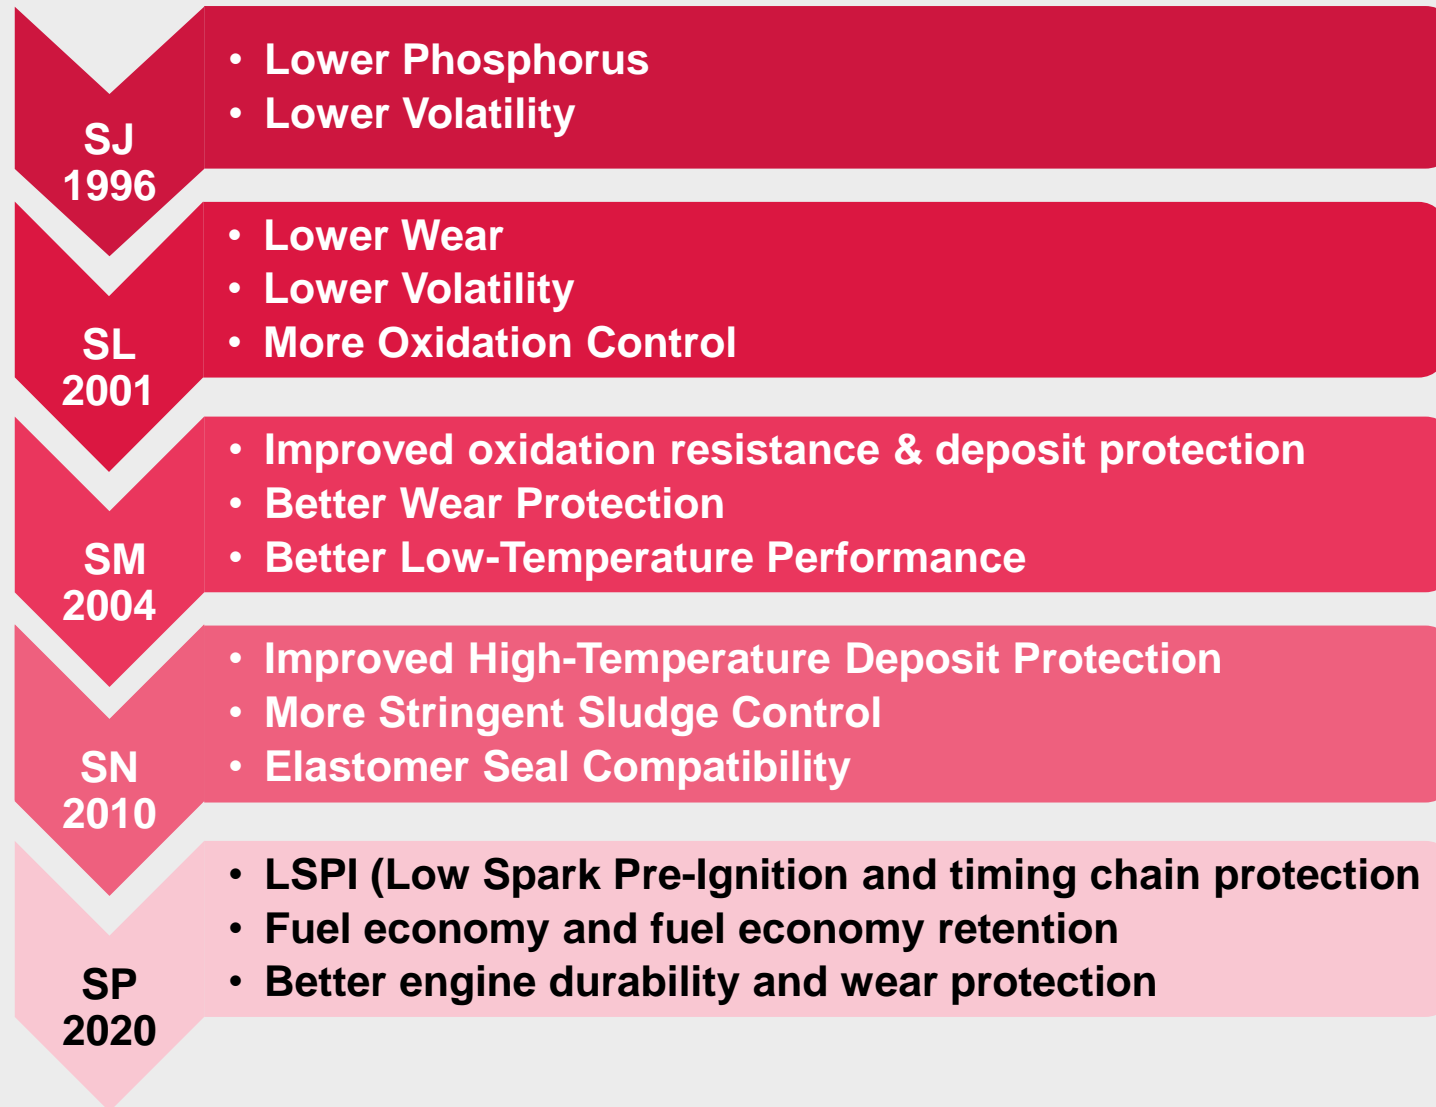 SJ
1996
• Lower Phosphorus
• Lower Volatility
SL
2001
• Lower Wear
• Lower Volatility
• More Oxidation Control
SM
2004
• Improved oxidation resistance & deposit protection
• Better Wear Protection
• Better Low-Temperature Performance
SN
2010
• Improved High-Temperature Deposit Protection
• More Stringent Sludge Control
• Elastomer Seal Compatibility
SP
2020
• LSPI (Low Spark Pre-Ignition and timing chain protection
• Fuel economy and fuel economy retention
• Better engine durability and wear protection